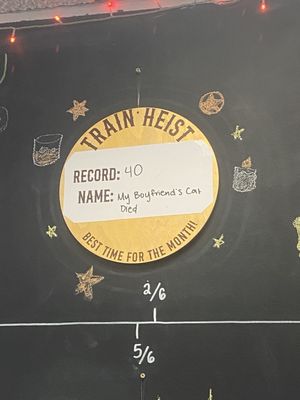 TRAIN HEIST
RECORD: 40
NAME: My Boyfriend's Cat
Died
BEST TIME FOR THE MONTH!
2/6
5/6